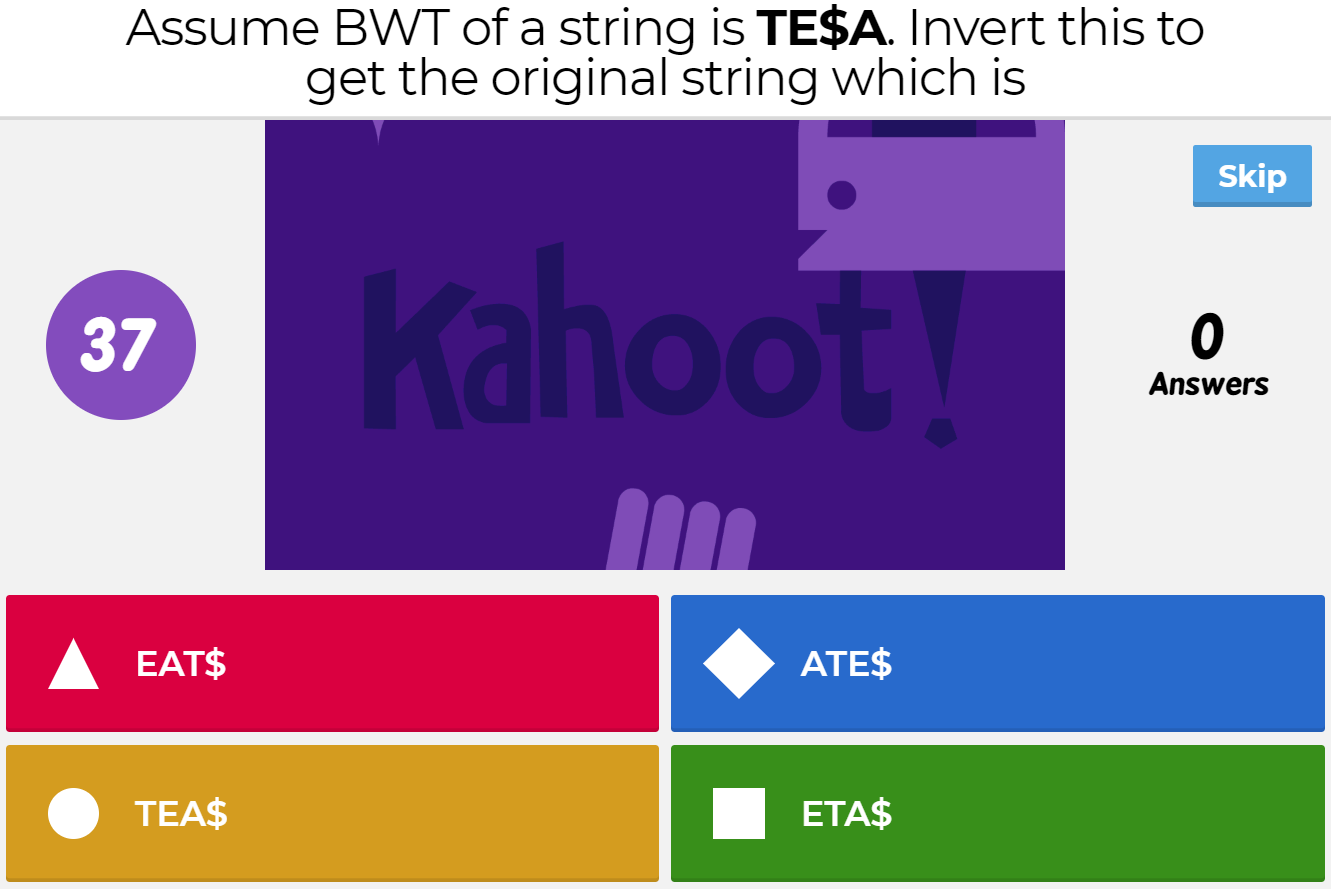 Assume BWT of a string is TE$A. Invert this to
get the original string which is
Skip
37
Kahoot!
0
Answers
EAT$
ATE$
TEA$
ETA$